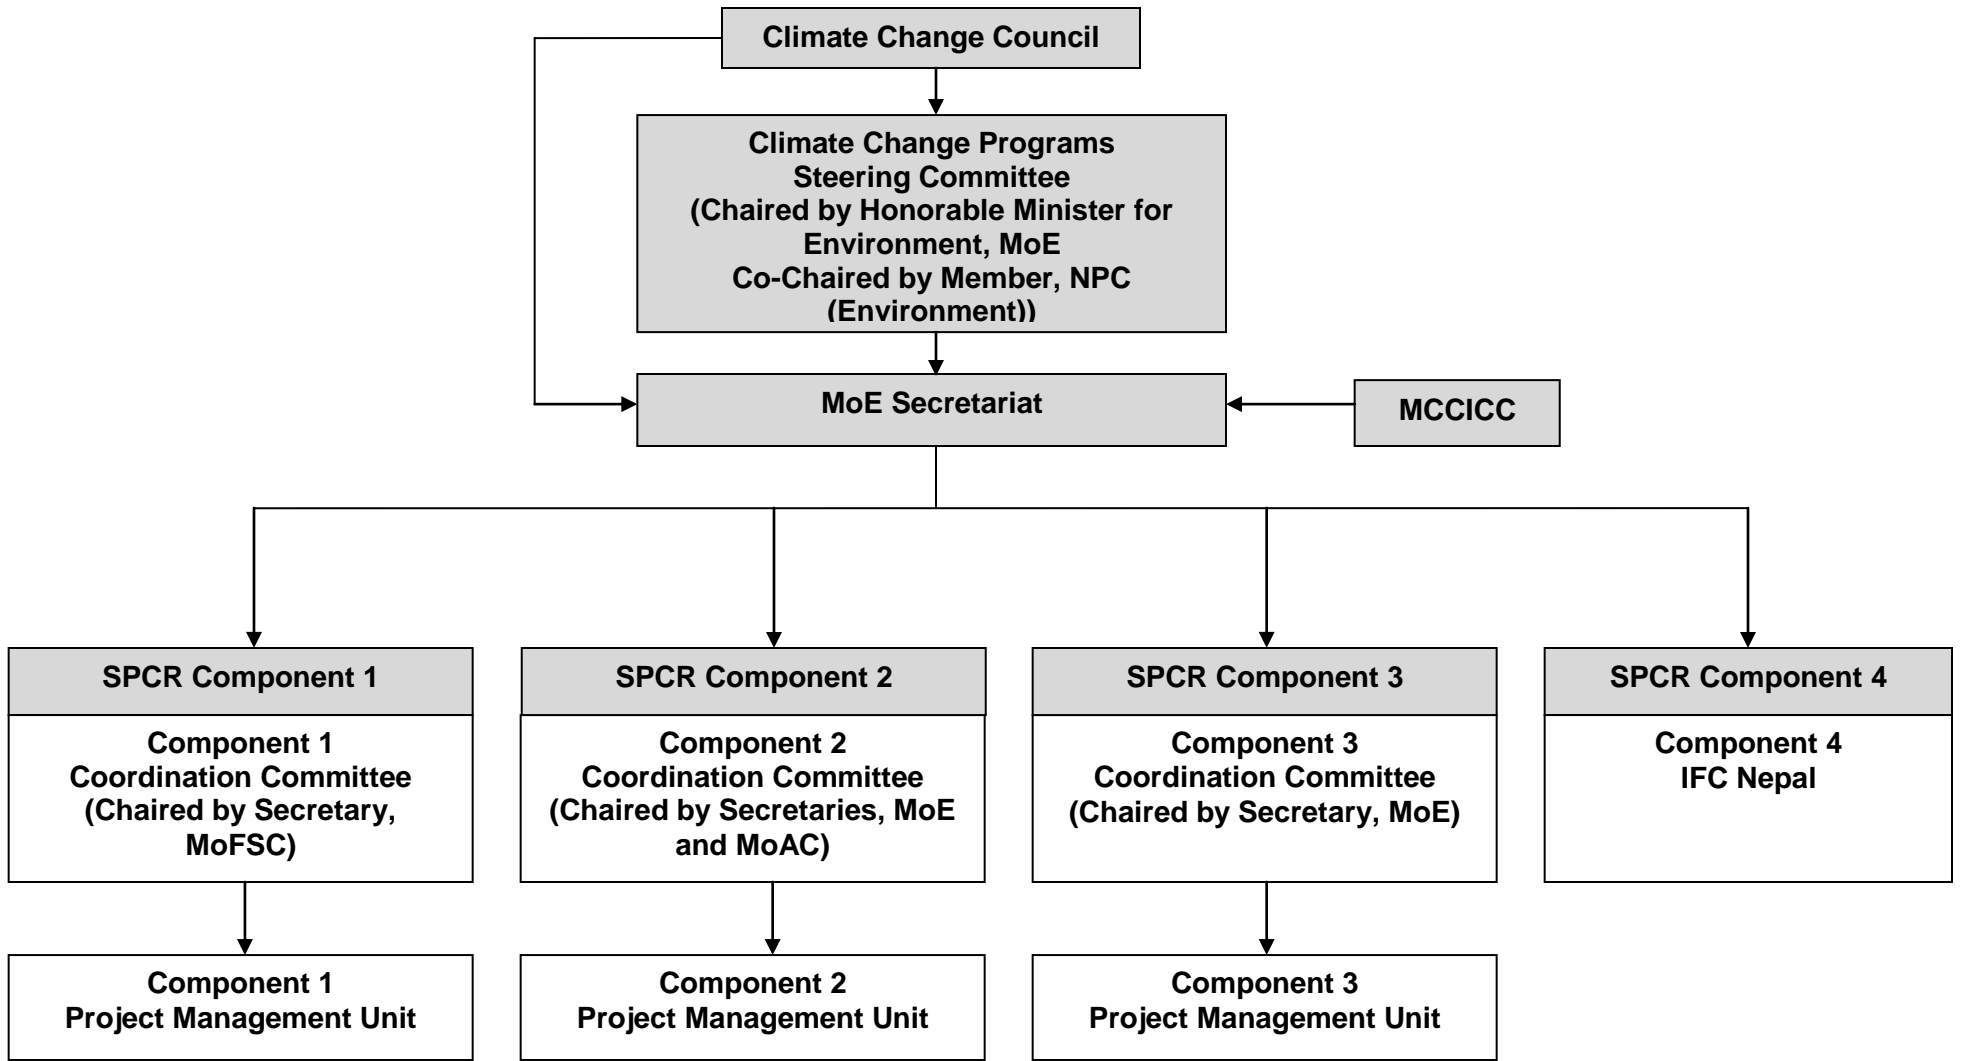 Climate Change Council
Climate Change Programs
Steering Committee
(Chaired by Honorable Minister for
Environment, MoE
Co-Chaired by Member, NPC
(Environment))
MoE Secretariat
MCCICC
SPCR Component 1
SPCR Component 2
SPCR Component 3
SPCR Component 4
Component 1
Coordination Committee
(Chaired by Secretary,
MoFSC)
Component 2
Coordination Committee
(Chaired by Secretaries, MoE
and MoAC)
Component 3
Coordination Committee
(Chaired by Secretary, MoE)
Component 4
IFC Nepal
Component 1
Project Management Unit
Component 2
Project Management Unit
Component 3
Project Management Unit